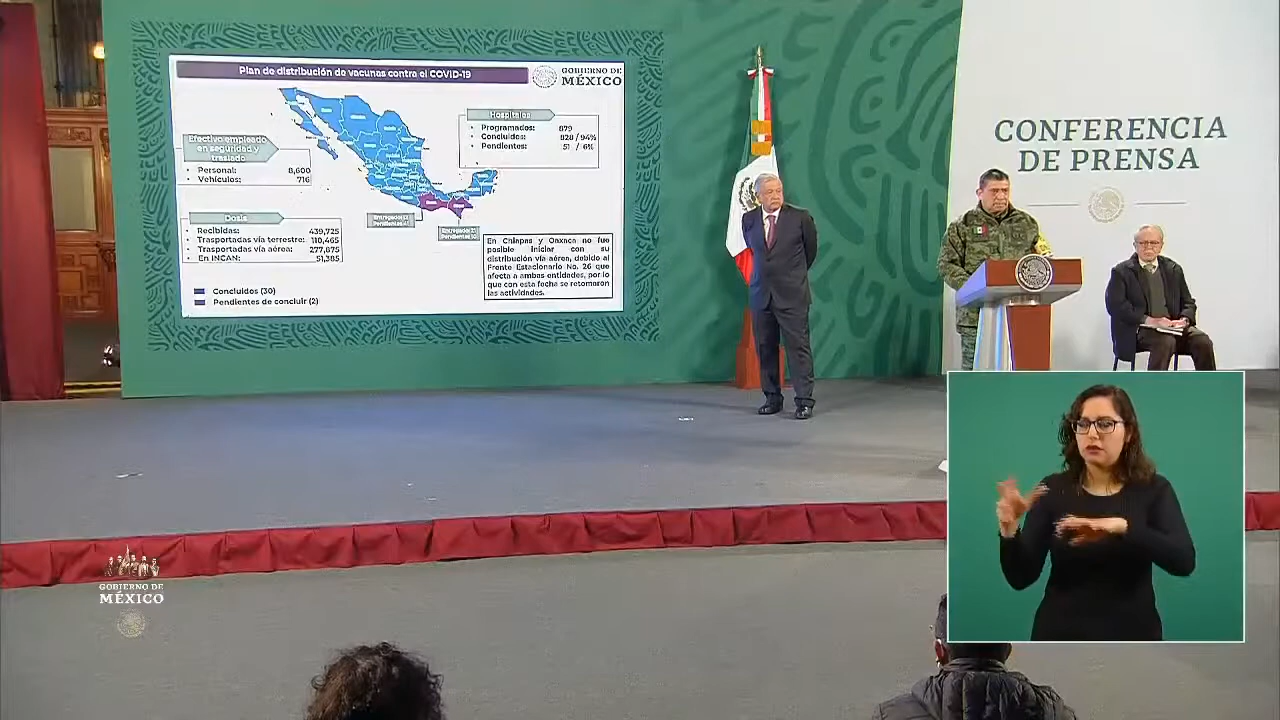 Plan de distribución de vacunas contra el COVID-19
GOBIERNO DE
MÉXICO
Efectivo empleado
en seguridad y
traslado
Personal: 8,600
Vehículos: 716
Hospitales
Programados: 879
Concluidos: 828 / 94%
Pendientes: 51 / 6%
Dosis
Recibidas: 439,725
Trasportadas vía terrestre: 110,465
Trasportadas vía aérea: 277,875
En INCAN: 51,385
Concluidos (30)
Pendientes de concluir (2)
En Chiapas y Oaxaca no fue
posible iniciar con su
distribución vía aérea, debido al
Frente Estacionario No. 26 que
afecta a ambas entidades, por lo
que con esta fecha se retomarón
las actividades.
CONFERENCIA
DE PRENSA
GOBIERNO DE
MÉXICO